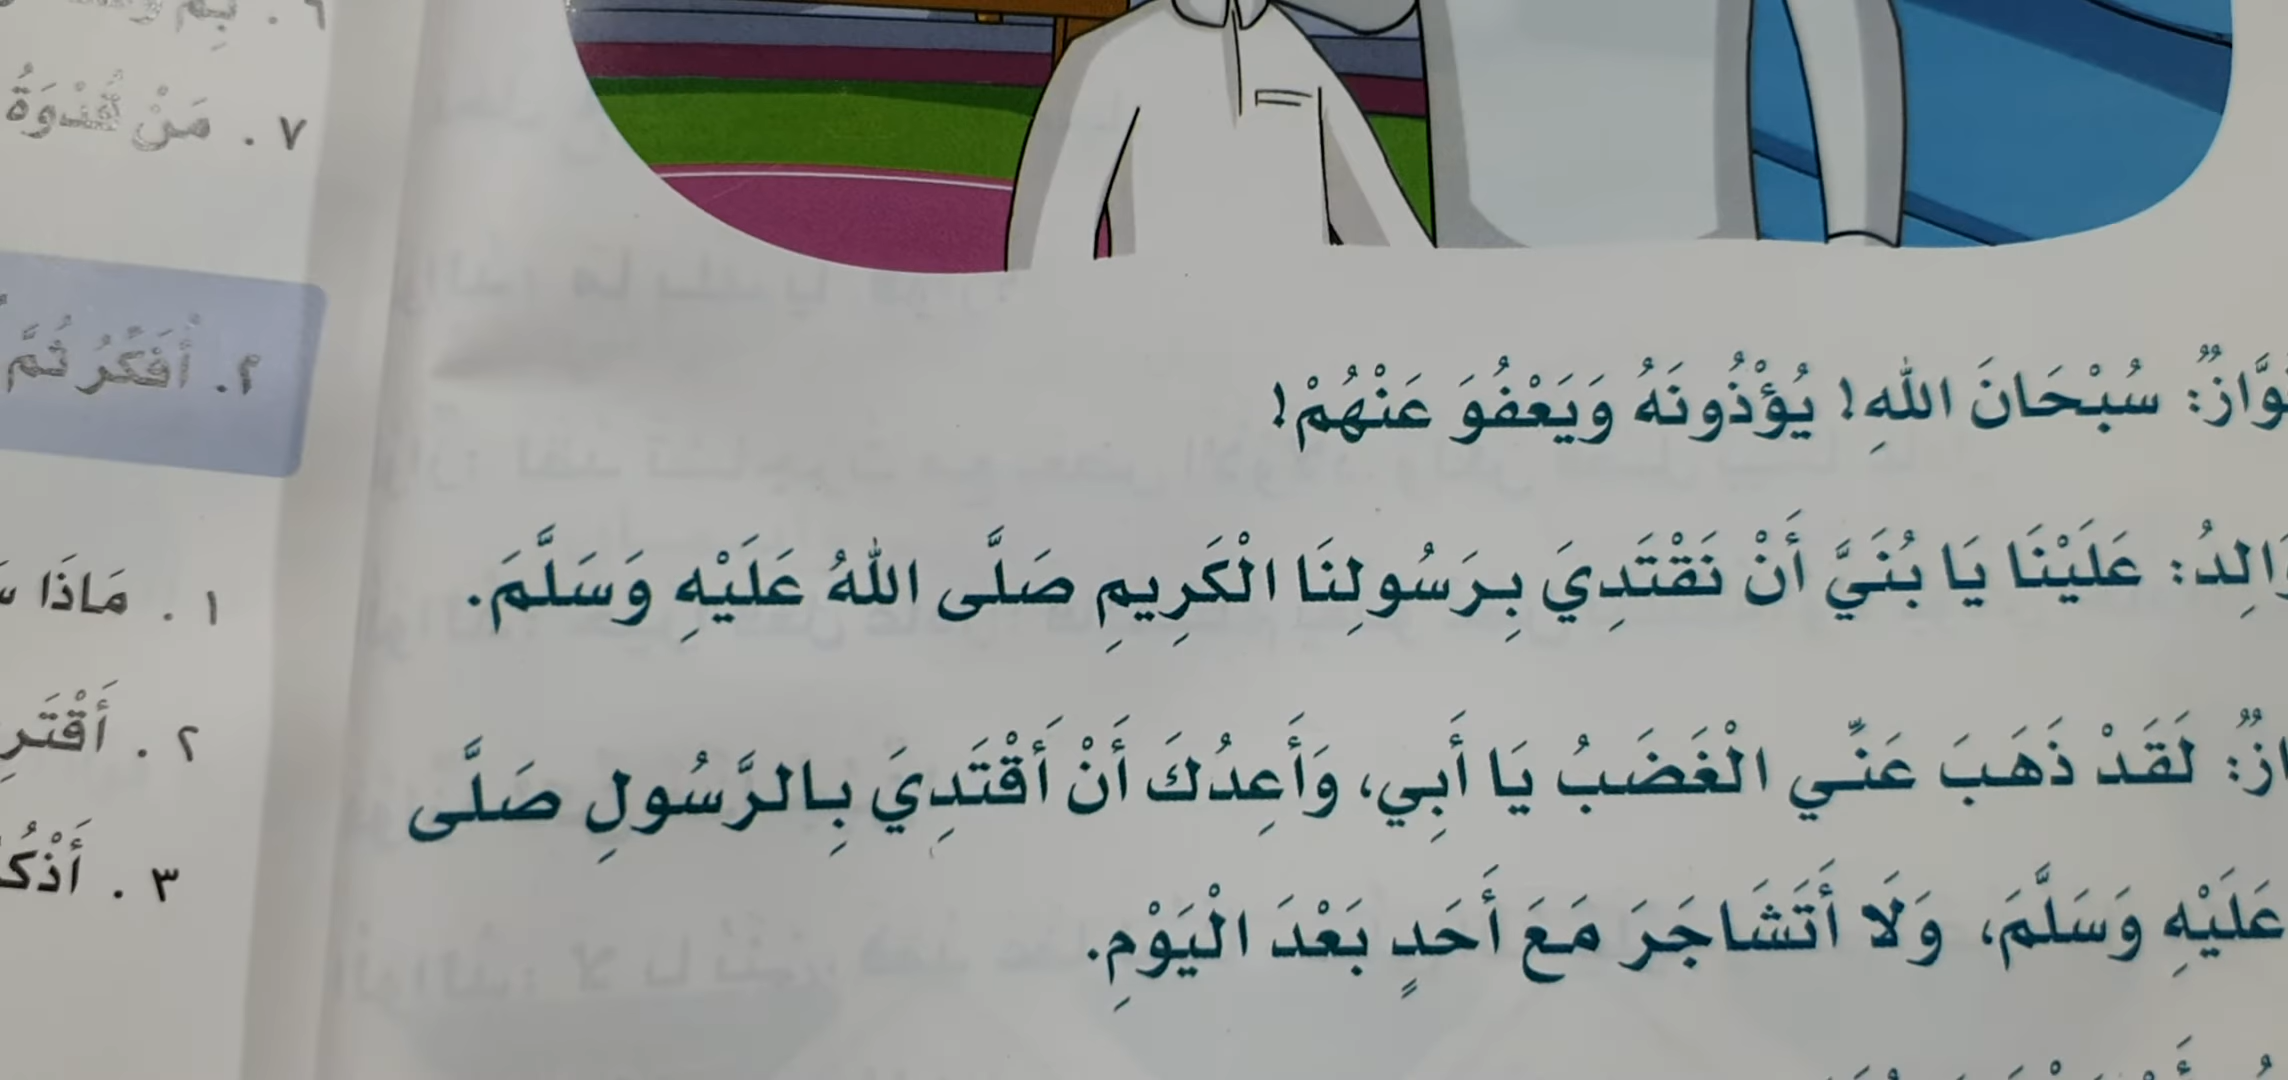 سُبْحَانَ اللهِ! يُؤْذُونَهُ وَيَعْفُوَ عَنْهُمْ!
عَلَيْنَا يَا بُنَيَّ أَنْ نَقْتَدِيَ بِرَسُولِنَا الْكَرِيمِ صَلَّى اللهُ عَلَيْهِ وَسَلَّمَ.
لَقَدْ ذَهَبَ عَنِّي الْغَضَبُ يَا أَبِي، وَأَعِدُكَ أَنْ أَقْتَدِيَ بِالرَّسُولِ صَلَّى
عَلَيْهِ وَسَلَّمَ، وَلَا أَتَشَاجَرَ مَعَ أَحَدٍ بَعْدَ الْيَوْمِ.
٧. مَنْ قُدْوَةُ
٢. أُفَكِّرُ ثُمَّ
١. مَاذَا
٢.
٣.